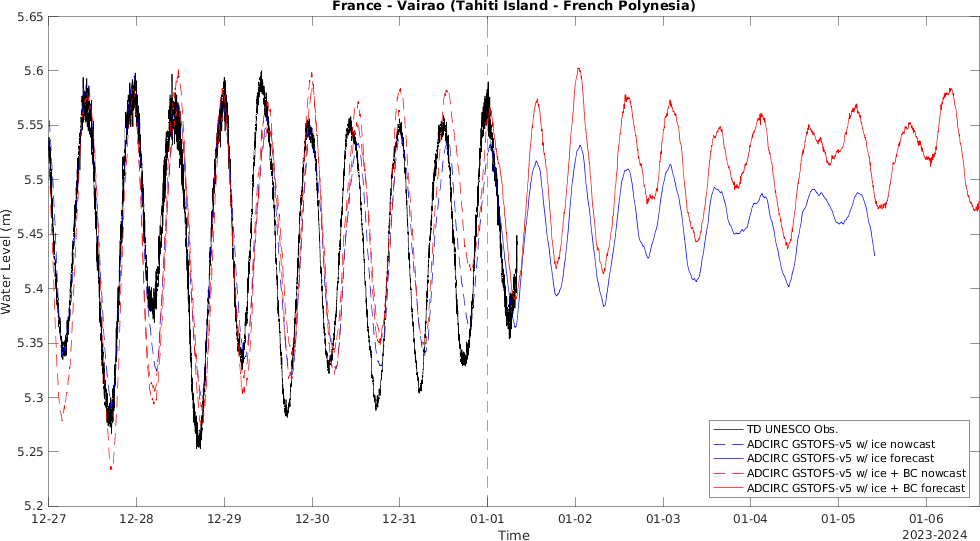 France - Vairao (Tahiti Island - French Polynesia)
5.65
5.6
5.55
5.5
5.45
5.4
5.35
5.3
5.25
5.2
Water Level (m)
TD UNESCO Obs.
ADCIRC GSTOFS-v5 w/ ice nowcast
ADCIRC GSTOFS-v5 w/ ice forecast
ADCIRC GSTOFS-v5 w/ ice + BC nowcast
ADCIRC GSTOFS-v5 w/ ice + BC forecast
12-27 12-28 12-29 12-30 12-31 01-01 01-02 01-03 01-04 01-05 01-06
Time
2023-2024